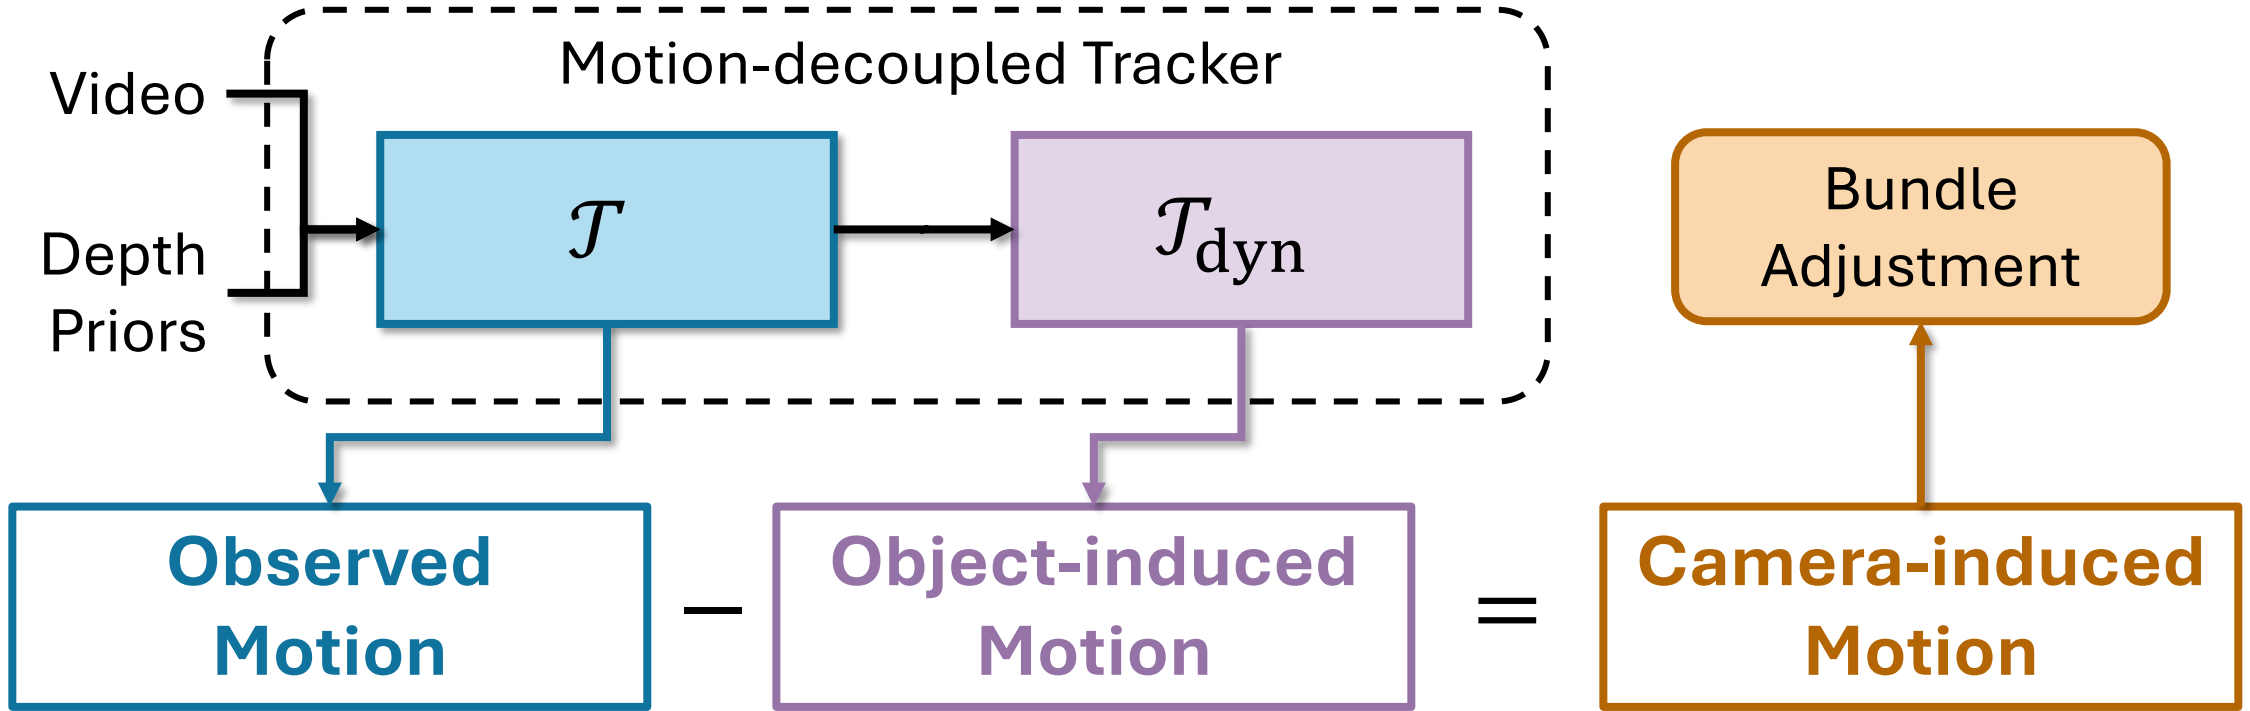 Motion-decoupled Tracker
Video
Depth
Priors
𝒯
𝒯dyn
Bundle
Adjustment
Observed
Motion
−
Object-induced
Motion
=
Camera-induced
Motion